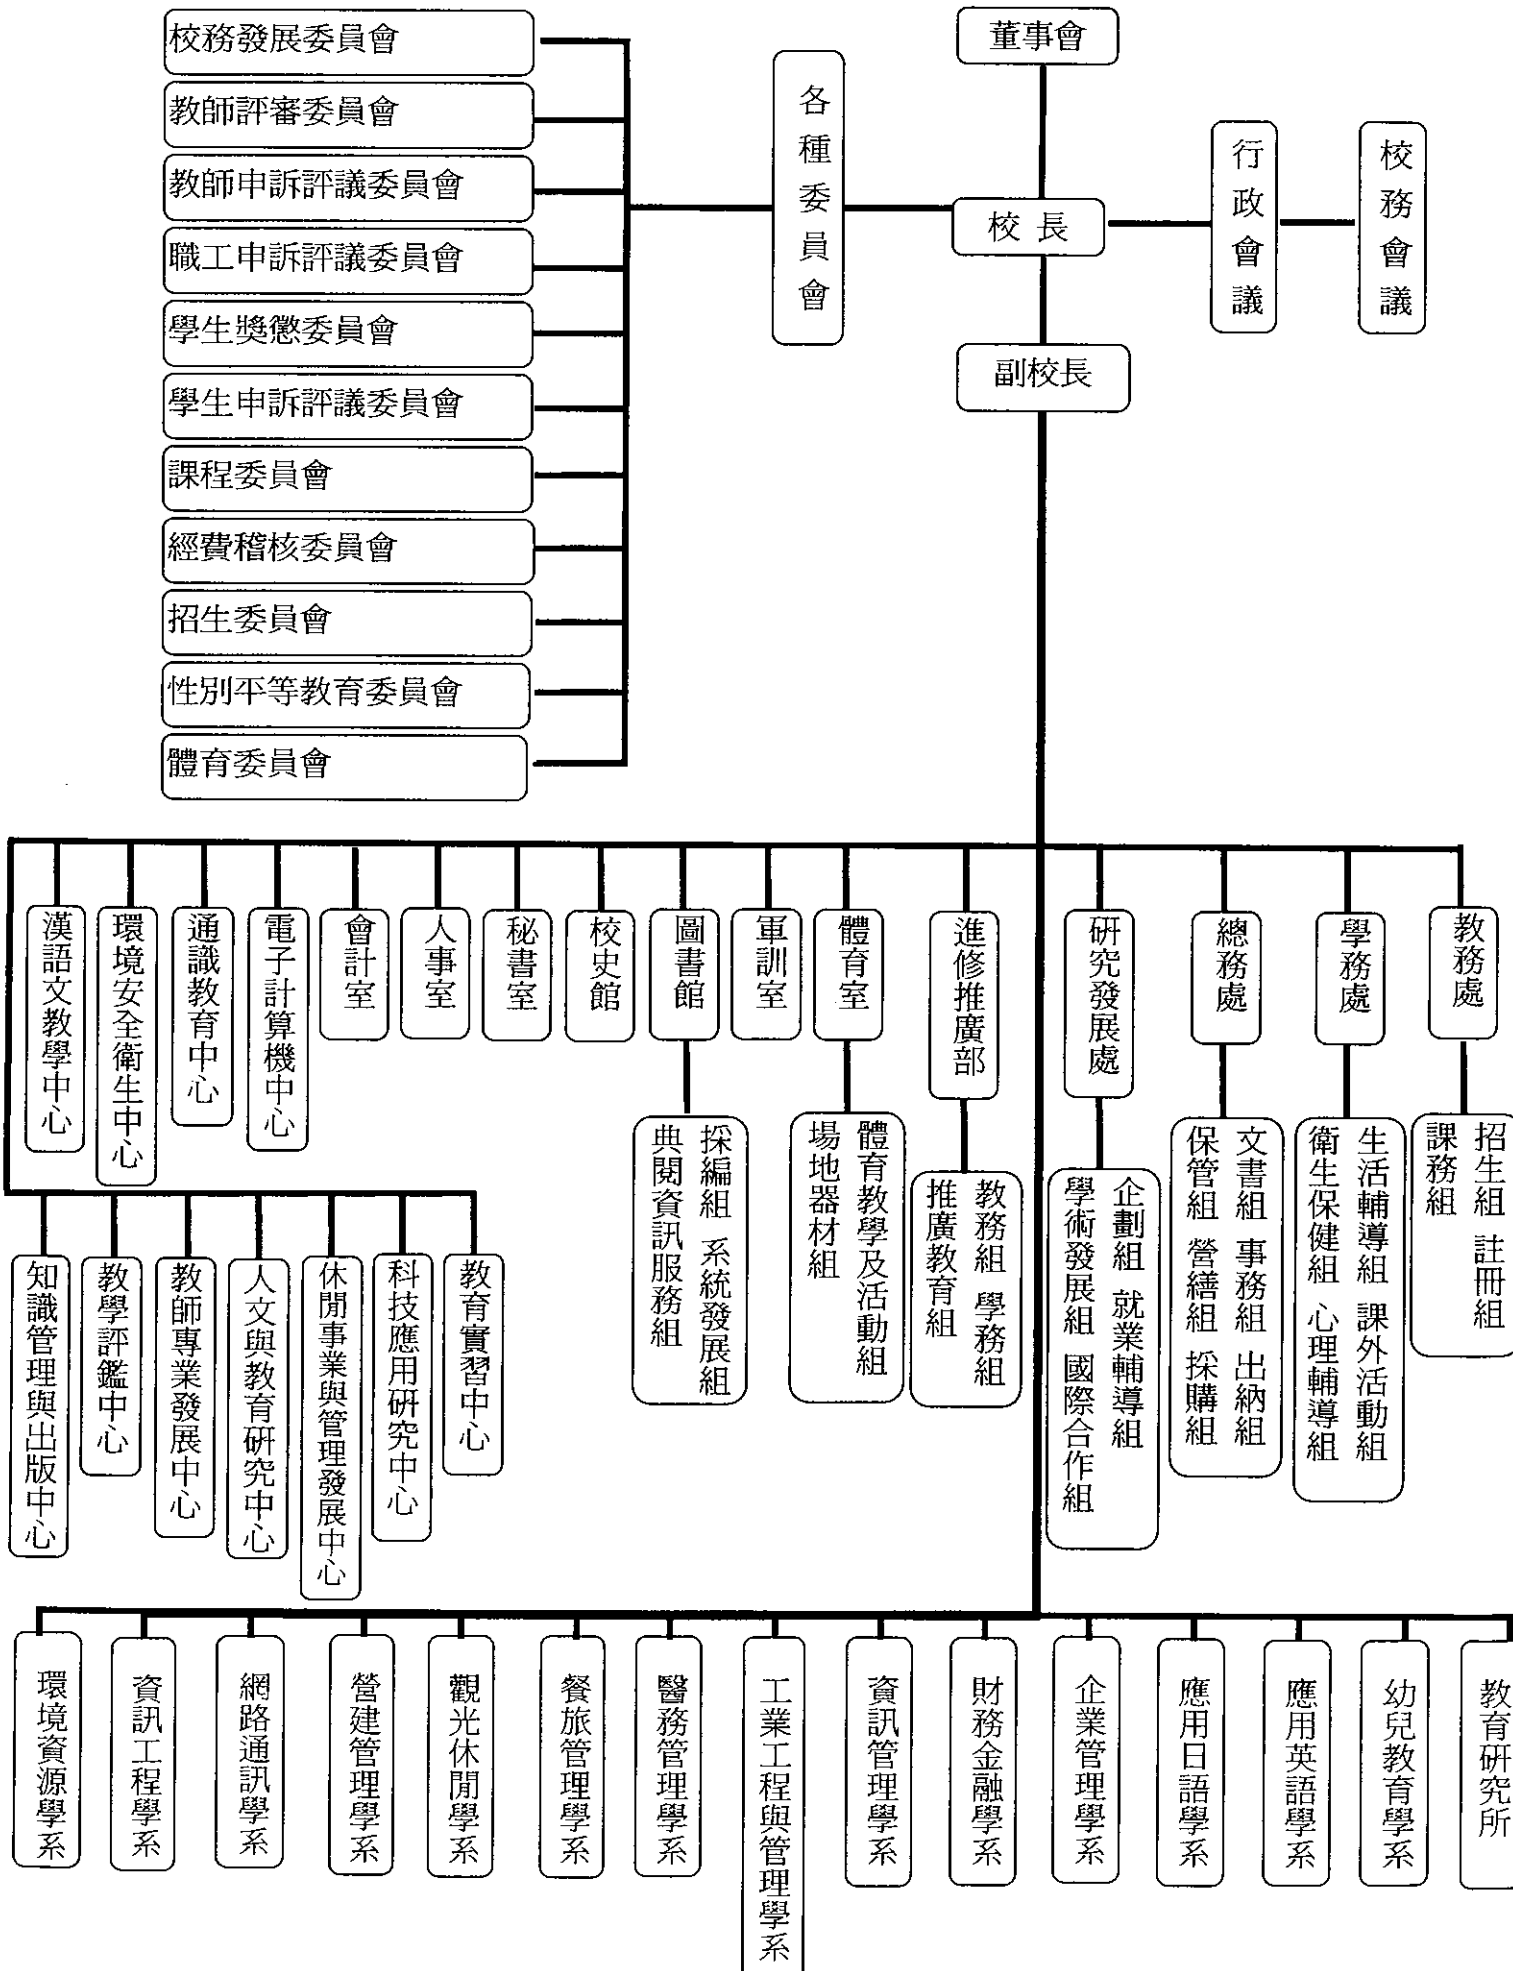 董事會
校長
副校長
各種委員會
行政會議
校務會議
校務發展委員會
教師評審委員會
教師申訴評議委員會
職工申訴評議委員會
學生獎懲委員會
學生申訴評議委員會
課程委員會
經費稽核委員會
招生委員會
性別平等教育委員會
體育委員會
教務處
學務處
總務處
研究發展處
進修推廣部
體育室
軍訓室
圖書館
校史館
秘書室
人事室
會計室
電子計算機中心
通識教育中心
環境安全衛生中心
漢語文教學中心
招生組 註冊組
課務組
生活輔導組 課外活動組
衛生保健組 心理輔導組
文書組 事務組 出納組
保管組 營繕組 採購組
企劃組 就業輔導組
學術發展組 國際合作組
教務組 學務組
推廣教育組
體育教學及活動組
場地器材組
採編組 系統發展組
典閱資訊服務組
教育實習中心
科技應用研究中心
休閒事業與管理發展中心
人文與教育研究中心
教師專業發展中心
教學評鑑中心
知識管理與出版中心
教育研究所
幼兒教育學系
應用英語學系
應用日語學系
企業管理學系
財務金融學系
資訊管理學系
工業工程與管理學系
醫務管理學系
餐旅管理學系
觀光休閒學系
營建管理學系
網路通訊學系
資訊工程學系
環境資源學系